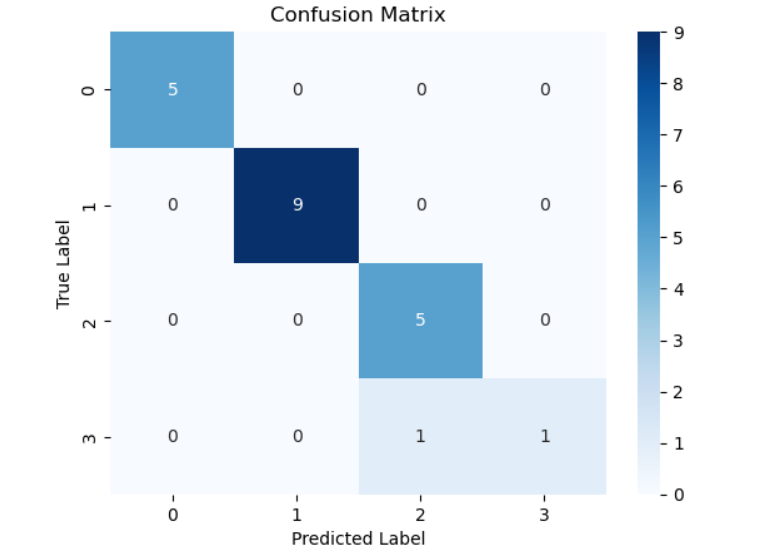 Confusion Matrix
True Label
0 5 0 0 0
1 0 9 0 0
2 0 0 5 0
3 0 0 1 1
0 1 2 3
Predicted Label
9
8
7
6
5
4
3
2
1
0